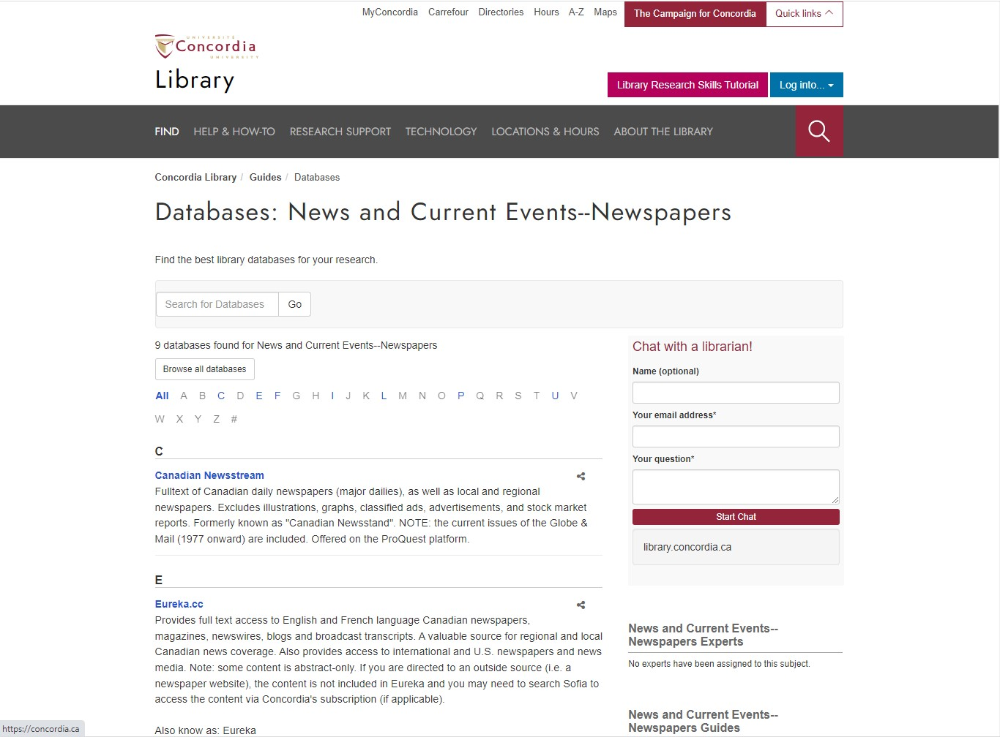 MyConcordia Carrefour Directories Hours A-Z Maps The Campaign for Concordia Quick links
UNIVERSITÉ
Concordia
UNIVERSITY
Library
Library Research Skills Tutorial Log into...
FIND HELP & HOW-TO RESEARCH SUPPORT TECHNOLOGY LOCATIONS & HOURS ABOUT THE LIBRARY
Concordia Library / Guides / Databases
Databases: News and Current Events--Newspapers
Find the best library databases for your research.
Search for Databases Go
9 databases found for News and Current Events--Newspapers
Browse all databases
All A B C D E F G H I J K L M N O P Q R S T U V
W X Y Z #
C
Canadian Newsstream
Fulltext of Canadian daily newspapers (major dailies), as well as local and regional
newspapers. Excludes illustrations, graphs, classified ads, advertisements, and stock market
reports. Formerly known as "Canadian Newsstand". NOTE: the current issues of the Globe &
Mail (1977 onward) are included. Offered on the ProQuest platform.
E
Eureka.cc
Provides full text access to English and French language Canadian newspapers,
magazines, newswires, blogs and broadcast transcripts. A valuable source for regional and local
Canadian news coverage. Also provides access to international and U.S. newspapers and news
media. Note: some content is abstract-only. If you are directed to an outside source (i.e. a
newspaper website), the content is not included in Eureka and you may need to search Sofia to
access the content via Concordia's subscription (if applicable).
Also know as: Eureka
Chat with a librarian!
Name (optional)
Your email address*
Your question*
Start Chat
library.concordia.ca
News and Current Events--
Newspapers Experts
No experts have been assigned to this subject.
News and Current Events--
Newspapers Guides
https://concordia.ca